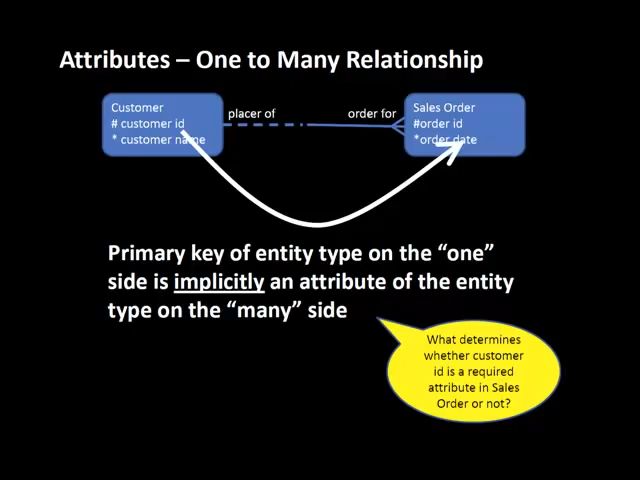 Attributes – One to Many Relationship
Customer
# customer id
* customer name
placer of
order for
Sales Order
#order id
*order date
Primary key of entity type on the “one”
side is implicitly an attribute of the entity
type on the “many” side
What determines
whether customer
id is a required
attribute in Sales
Order or not?